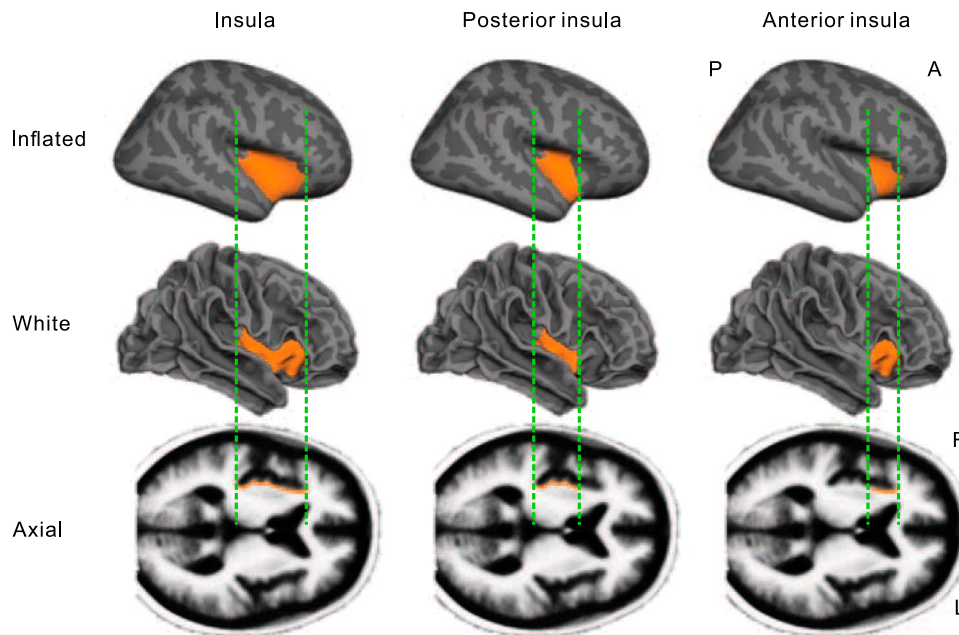 Insula Posterior insula Anterior insula
P A
Inflated
White
Axial
L